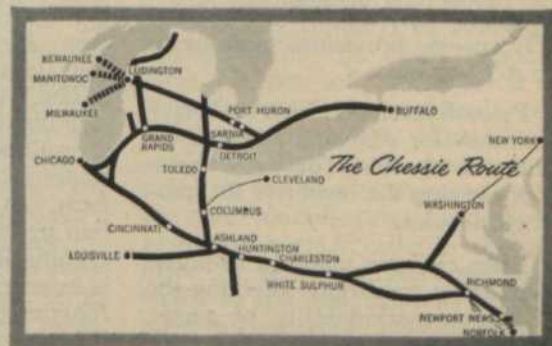 KEWAUNEE
LUDINGTON
MANITOWOC
MILWAUKEE
PORT HURON
BUFFALO
SARNIA
GRAND
RAPIDS
DETROIT
NEW YORK
CHICAGO
TOLEDO
The Chessie Route
CLEVELAND
WASHINGTON
COLUMBUS
CINCINNATI
ASHLAND
HUNTINGTON
LOUISVILLE
CHARLESTON
WHITE SULPHUR
RICHMOND
NEWPORT NEWS
NORFOLK